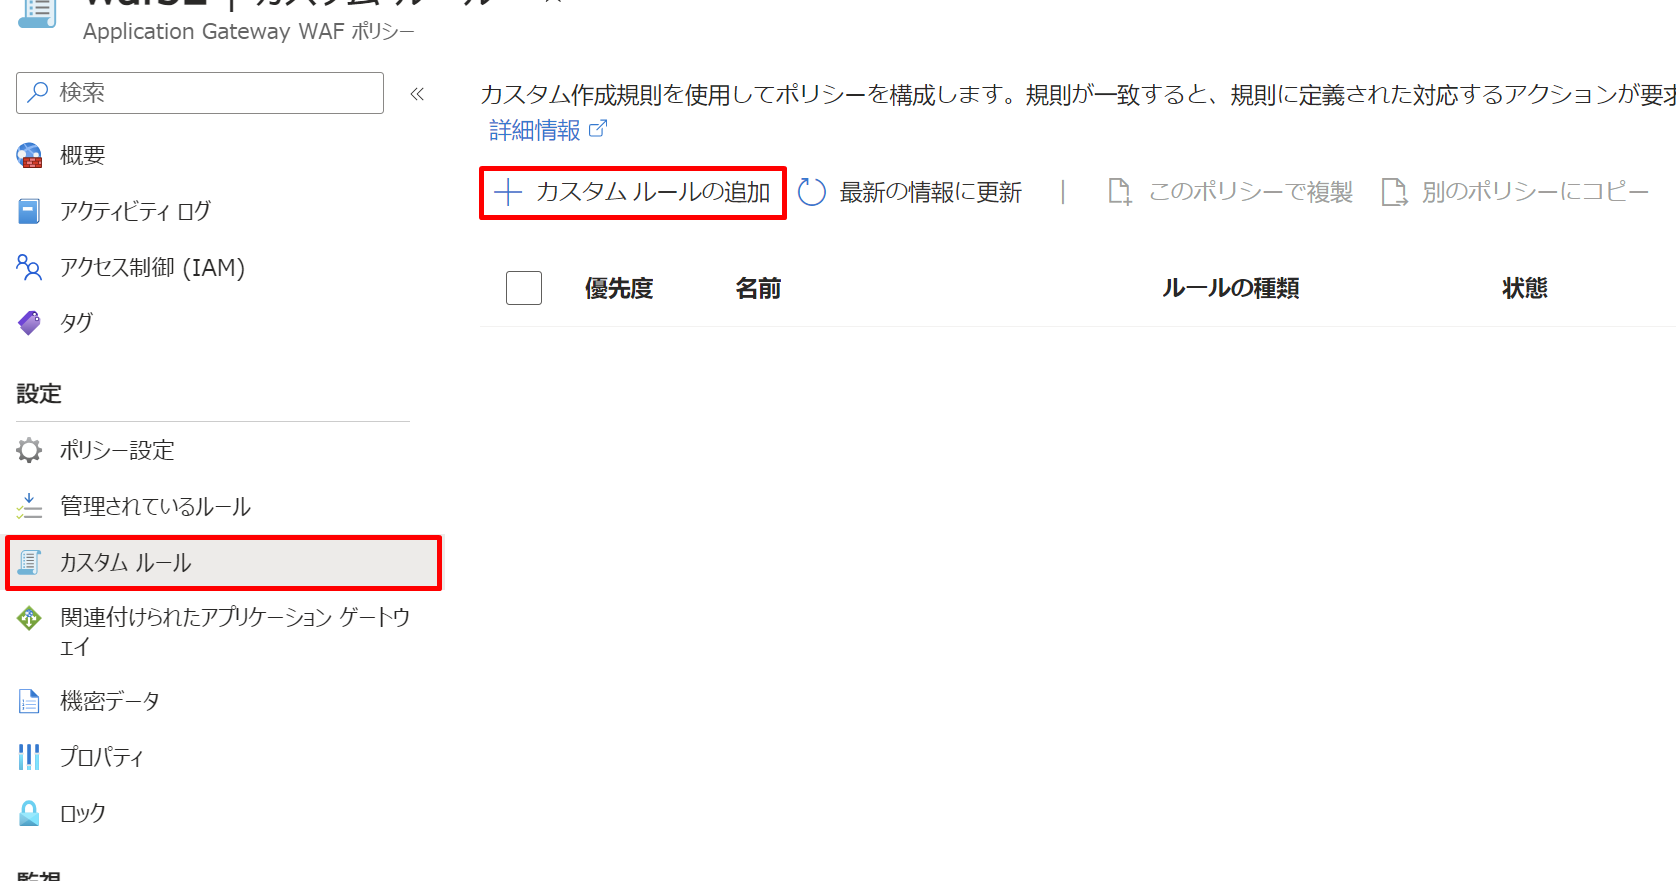 カスタム ルール
Application Gateway WAF ポリシー
検索
«
概要
アクティビティ ログ
アクセス制御 (IAM)
タグ
設定
ポリシー設定
管理されているルール
カスタム ルール
関連付けられたアプリケーション ゲートウ
ェイ
機密データ
プロパティ
ロック
監視
カスタム作成規則を使用してポリシーを構成します。規則が一致すると、規則に定義された対応するアクションが要求
詳細情報
カスタム ルールの追加
最新の情報に更新
|
このポリシーで複製
別のポリシーにコピー
優先度
名前
ルールの種類
状態